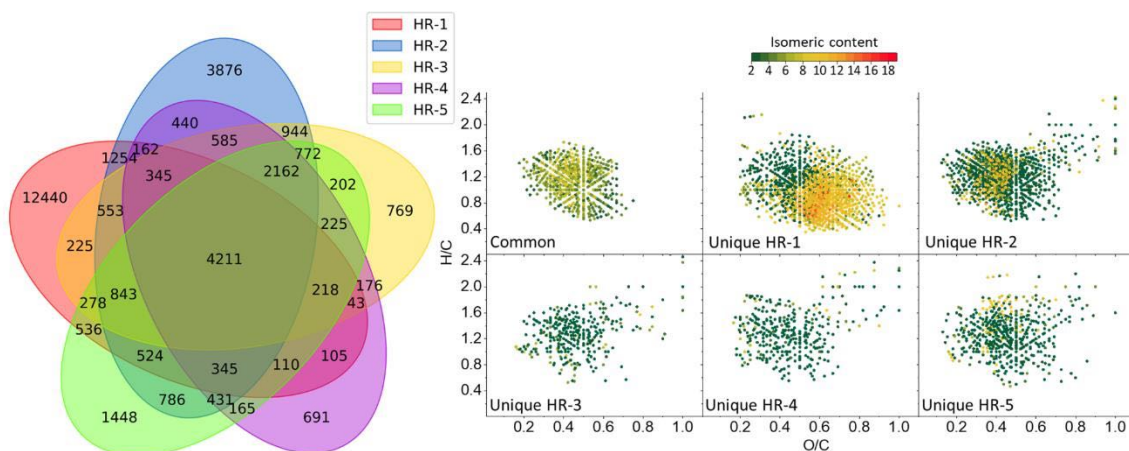 HR-1
HR-2
HR-3
HR-4
HR-5
3876
440
585
944
772
1254
162
345
2162
202
12440
553
225
769
225
4211
278
843
218
176
43
536
524
345
110
105
786
431
165
1448
691
Isomeric content
2 4 6 8 10 12 14 16 18
H/C
2.4
2.0
1.6
1.2
0.8
0.4
Common
Unique HR-1
Unique HR-2
2.4
2.0
1.6
1.2
0.8
0.4
Unique HR-3
Unique HR-4
Unique HR-5
0.2 0.4 0.6 0.8 1.0 0.2 0.4 0.6 0.8 1.0 0.2 0.4 0.6 0.8 1.0
O/C